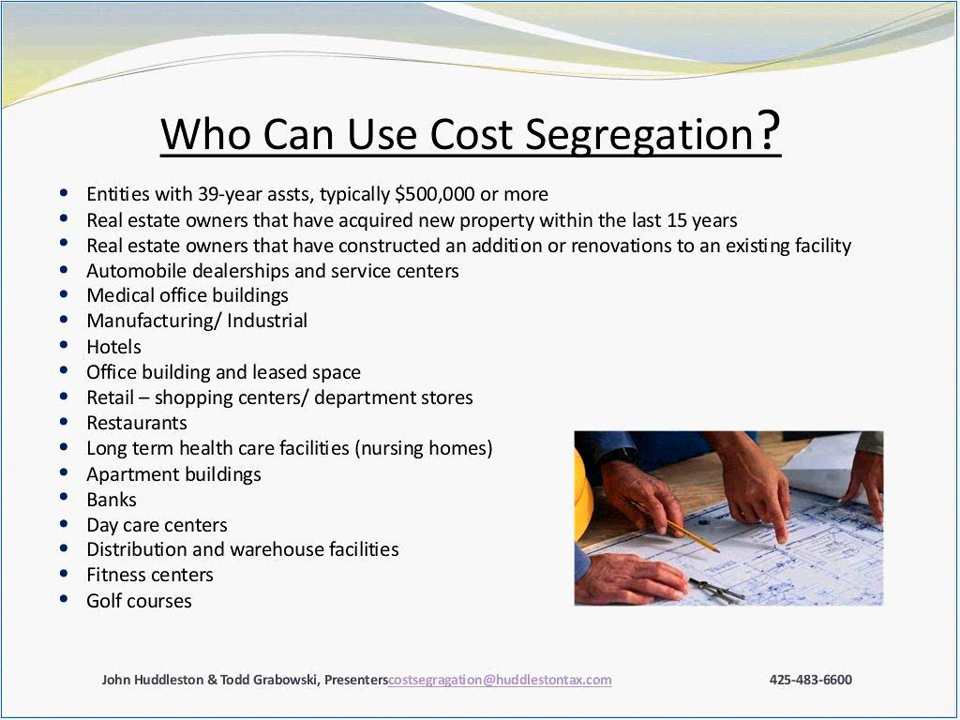 Who Can Use Cost Segregation?
• Entities with 39-year assts, typically $500,000 or more
• Real estate owners that have acquired new property within the last 15 years
• Real estate owners that have constructed an addition or renovations to an existing facility
• Automobile dealerships and service centers
• Medical office buildings
• Manufacturing/ Industrial
• Hotels
• Office building and leased space
• Retail – shopping centers/ department stores
• Restaurants
• Long term health care facilities (nursing homes)
• Apartment buildings
• Banks
• Day care centers
• Distribution and warehouse facilities
• Fitness centers
• Golf courses
John Huddleston & Todd Grabowski, Presenterscostsegragation@huddlestontax.com 425-483-6600